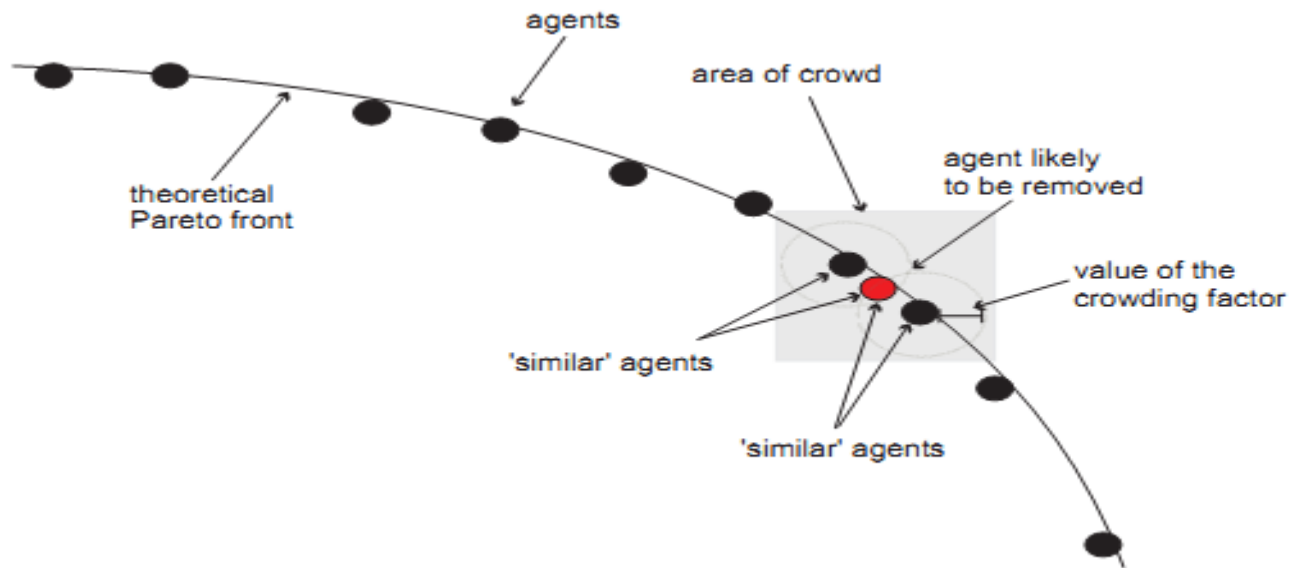 agents
area of crowd
agent likely
to be removed
theoretical
Pareto front
value of the
crowding factor
'similar' agents
'similar' agents